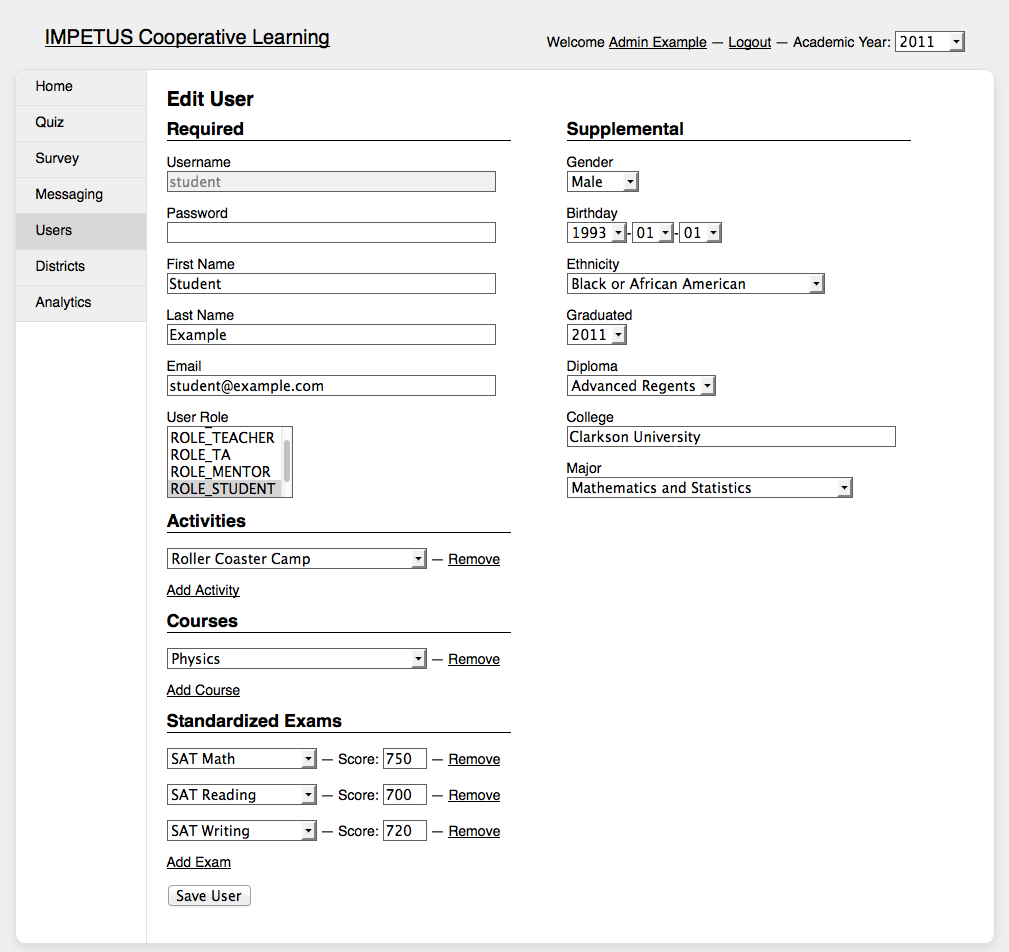 IMPETUS Cooperative Learning
Welcome Admin Example — Logout — Academic Year: 2011
Home
Quiz
Survey
Messaging
Users
Districts
Analytics
Edit User
Required
Username
student
Password
First Name
Student
Last Name
Example
Email
student@example.com
User Role
ROLE_TEACHER
ROLE_TA
ROLE_MENTOR
ROLE_STUDENT
Supplemental
Gender
Male
Birthday
1993 - 01 - 01
Ethnicity
Black or African American
Graduated
2011
Diploma
Advanced Regents
College
Clarkson University
Major
Mathematics and Statistics
Activities
Roller Coaster Camp — Remove
Add Activity
Courses
Physics — Remove
Add Course
Standardized Exams
SAT Math — Score: 750 — Remove
SAT Reading — Score: 700 — Remove
SAT Writing — Score: 720 — Remove
Add Exam
Save User